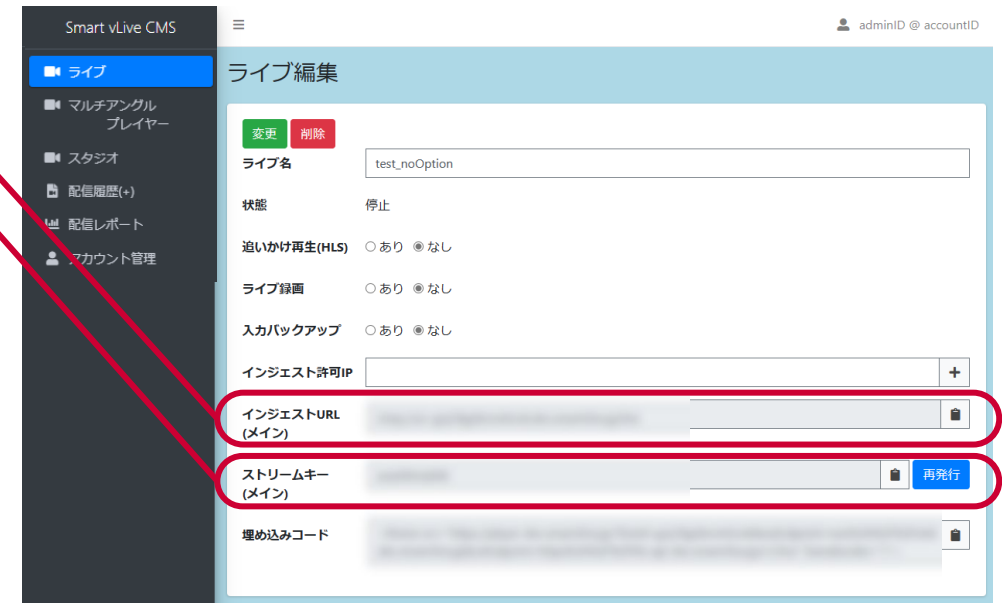 Smart vLive CMS
adminID @ accountID
ライブ
マルチアングル
プレイヤー
スタジオ
配信履歴(+)
配信レポート
アカウント管理
ライブ編集
変更 削除
ライブ名 test_noOption
状態 停止
追いかけ再生(HLS) あり なし
ライブ録画 あり なし
入力バックアップ あり なし
インジェスト許可IP
インジェストURL
(メイン)
ストリームキー 再発行
(メイン)
埋め込みコード